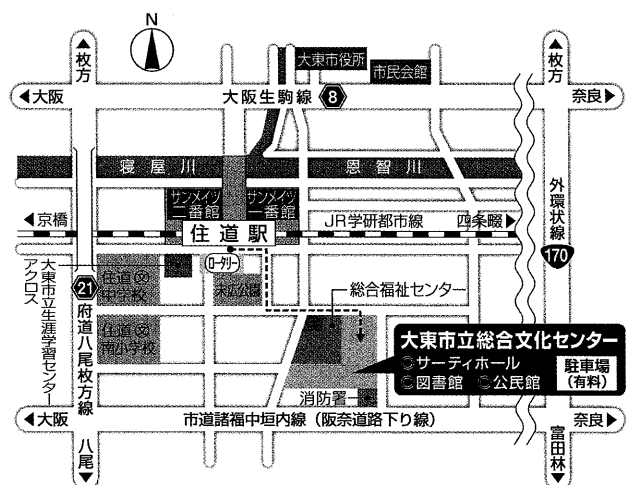 N
▲枚方
▲枚方
大東市役所
市民会館
◀大阪
大阪生駒線 8
奈良▶
寝屋川
恩智川
サンメイツ
二番館
サンメイツ
一番館
外環状線
170
◀京橋
JR学研都市線
四条畷▶
住道駅
ロータリー
大東市立生涯学習センター
アクロス
21
府道八尾枚方線
住道
中学校
末広公園
総合福祉センター
住道
南小学校
大東市立総合文化センター
◎サーティホール
◎図書館 ◎公民館
駐車場
(有料)
消防署
◀大阪
市道諸福中垣内線(阪奈道路下り線)
奈良▶
八尾▼
富田林▼